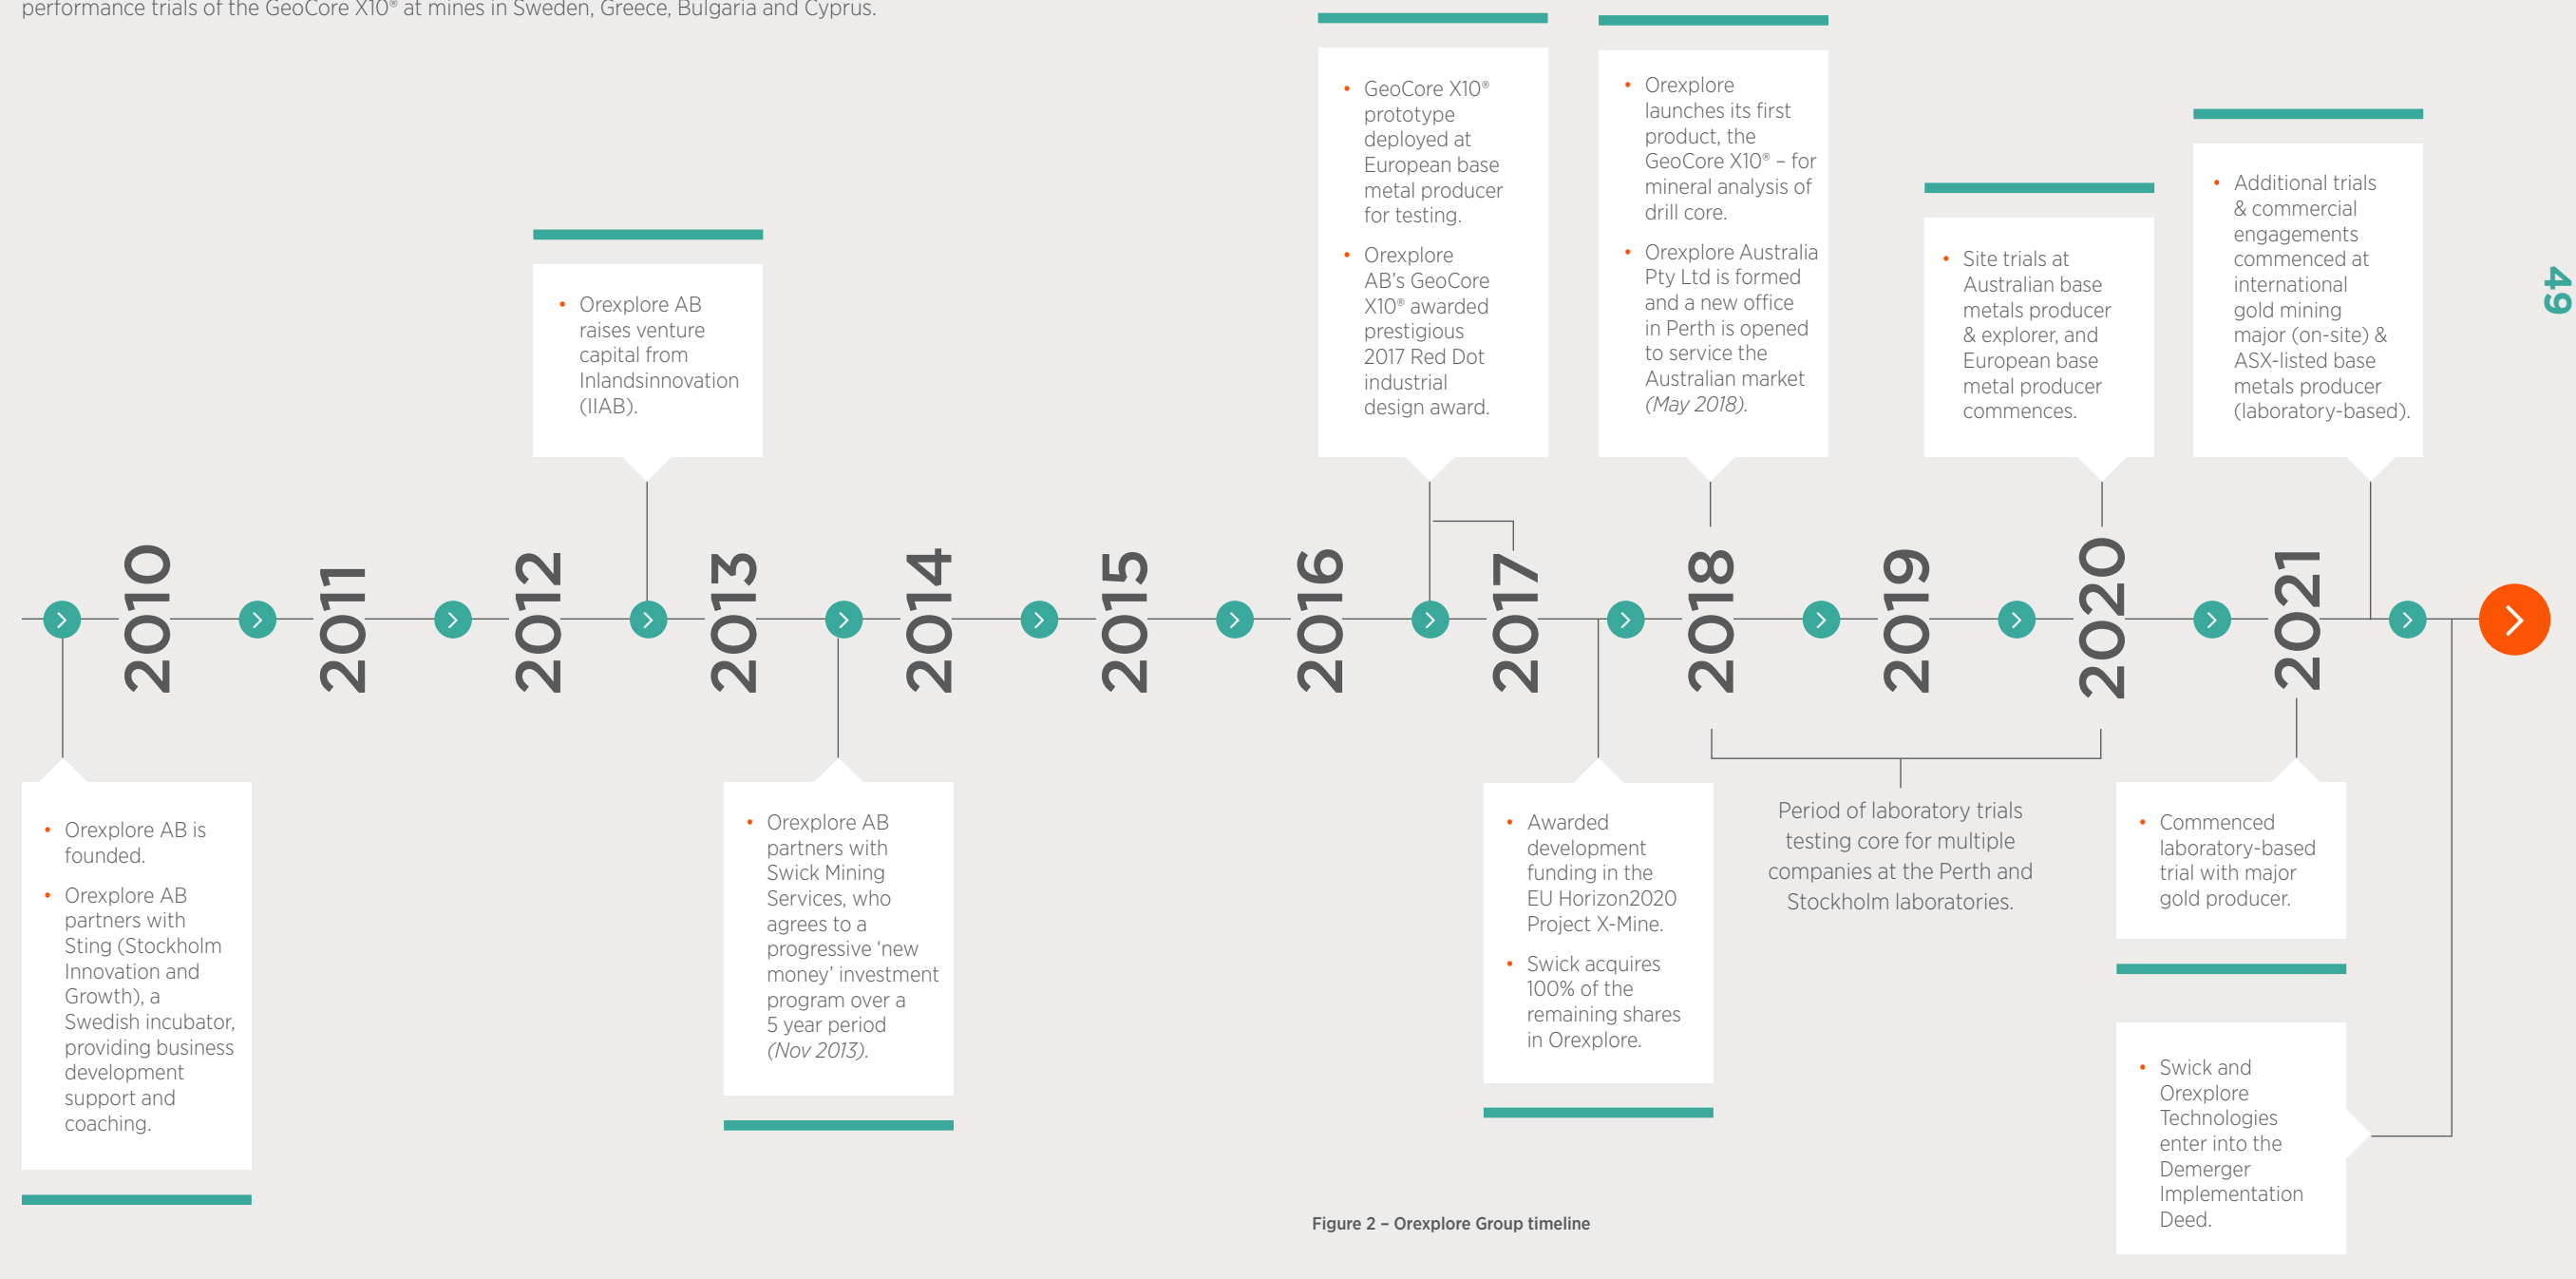 performance trials of the GeoCore X10® at mines in Sweden, Greece, Bulgaria and Cyprus.
• Orexplore AB
raises venture
capital from
Inlandsinnovation
(IIAB).
• GeoCore X10®
prototype
deployed at
European base
metal producer
for testing.
• Orexplore
AB’s GeoCore
X10® awarded
prestigious
2017 Red Dot
industrial
design award.
• Orexplore
launches its first
product, the
GeoCore X10® – for
mineral analysis of
drill core.
• Orexplore Australia
Pty Ltd is formed
and a new office
in Perth is opened
to service the
Australian market
(May 2018).
• Site trials at
Australian base
metals producer
& explorer, and
European base
metal producer
commences.
• Additional trials
& commercial
engagements
commenced at
international
gold mining
major (on-site) &
ASX-listed base
metals producer
(laboratory-based).
49
2010
2011
2012
2013
2014
2015
2016
2017
2018
2019
2020
2021
• Orexplore AB is
founded.
• Orexplore AB
partners with
Sting (Stockholm
Innovation and
Growth), a
Swedish incubator,
providing business
development
support and
coaching.
• Orexplore AB
partners with
Swick Mining
Services, who
agrees to a
progressive ‘new
money’ investment
program over a
5 year period
(Nov 2013).
• Awarded
development
funding in the
EU Horizon2020
Project X-Mine.
• Swick acquires
100% of the
remaining shares
in Orexplore.
Period of laboratory trials
testing core for multiple
companies at the Perth and
Stockholm laboratories.
• Commenced
laboratory-based
trial with major
gold producer.
• Swick and
Orexplore
Technologies
enter into the
Demerger
Implementation
Deed.
Figure 2 – Orexplore Group timeline